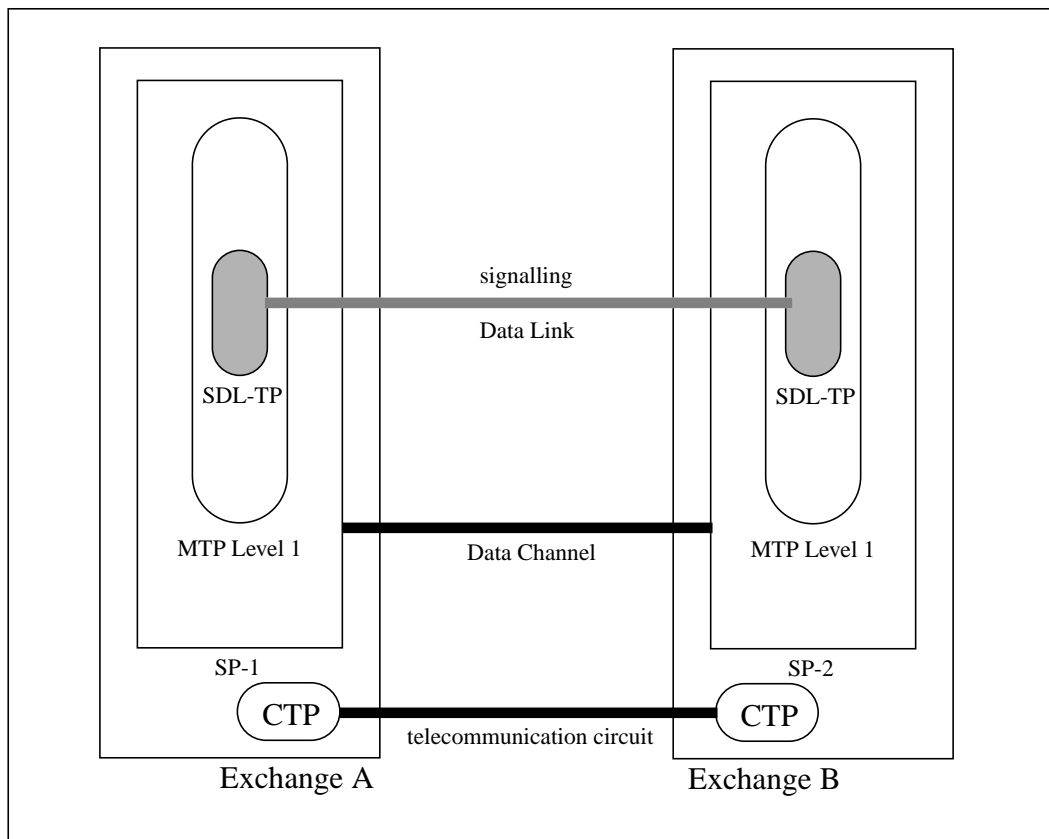 signalling
Data Link
SDL-TP
SDL-TP
MTP Level 1
Data Channel
MTP Level 1
SP-1
SP-2
CTP
CTP
telecommunication circuit
Exchange A
Exchange B